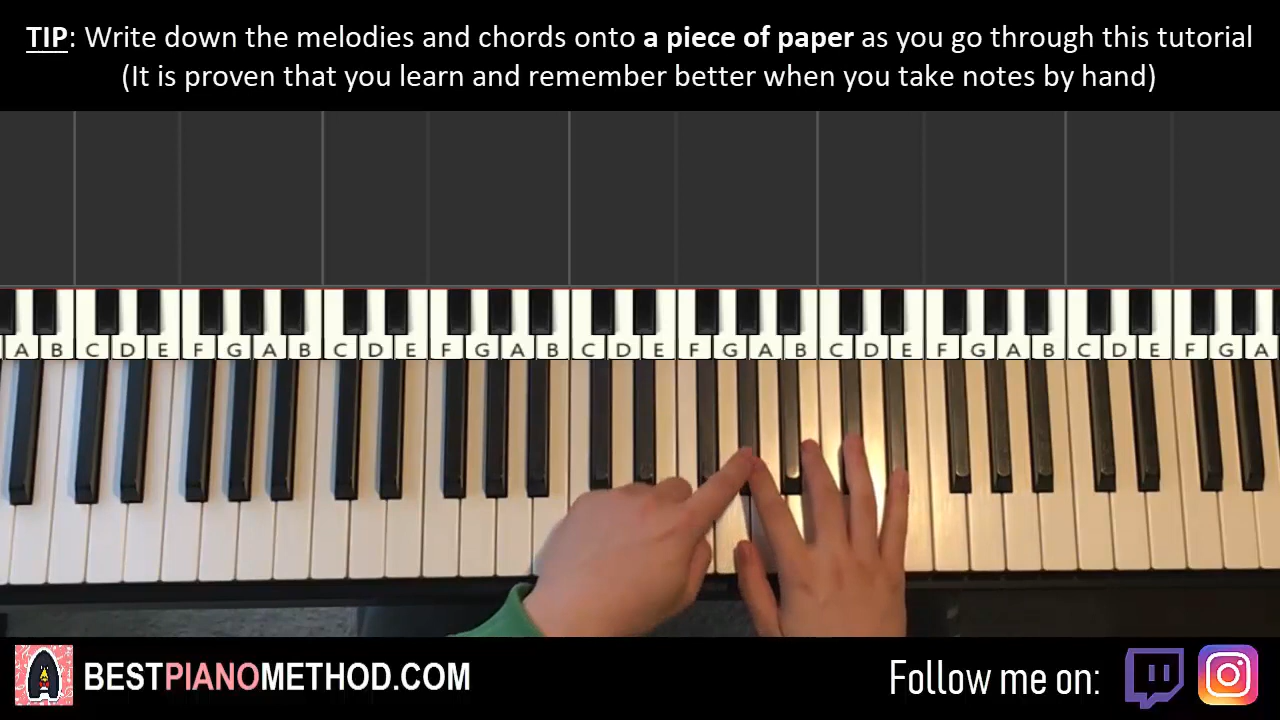 TIP: Write down the melodies and chords onto a piece of paper as you go through this tutorial
(It is proven that you learn and remember better when you take notes by hand)
A B C D E F G A B C D E F G A B C D E F G A B C D E F G A B C D E F G A
BESTPIANOMETHOD.COM
Follow me on: